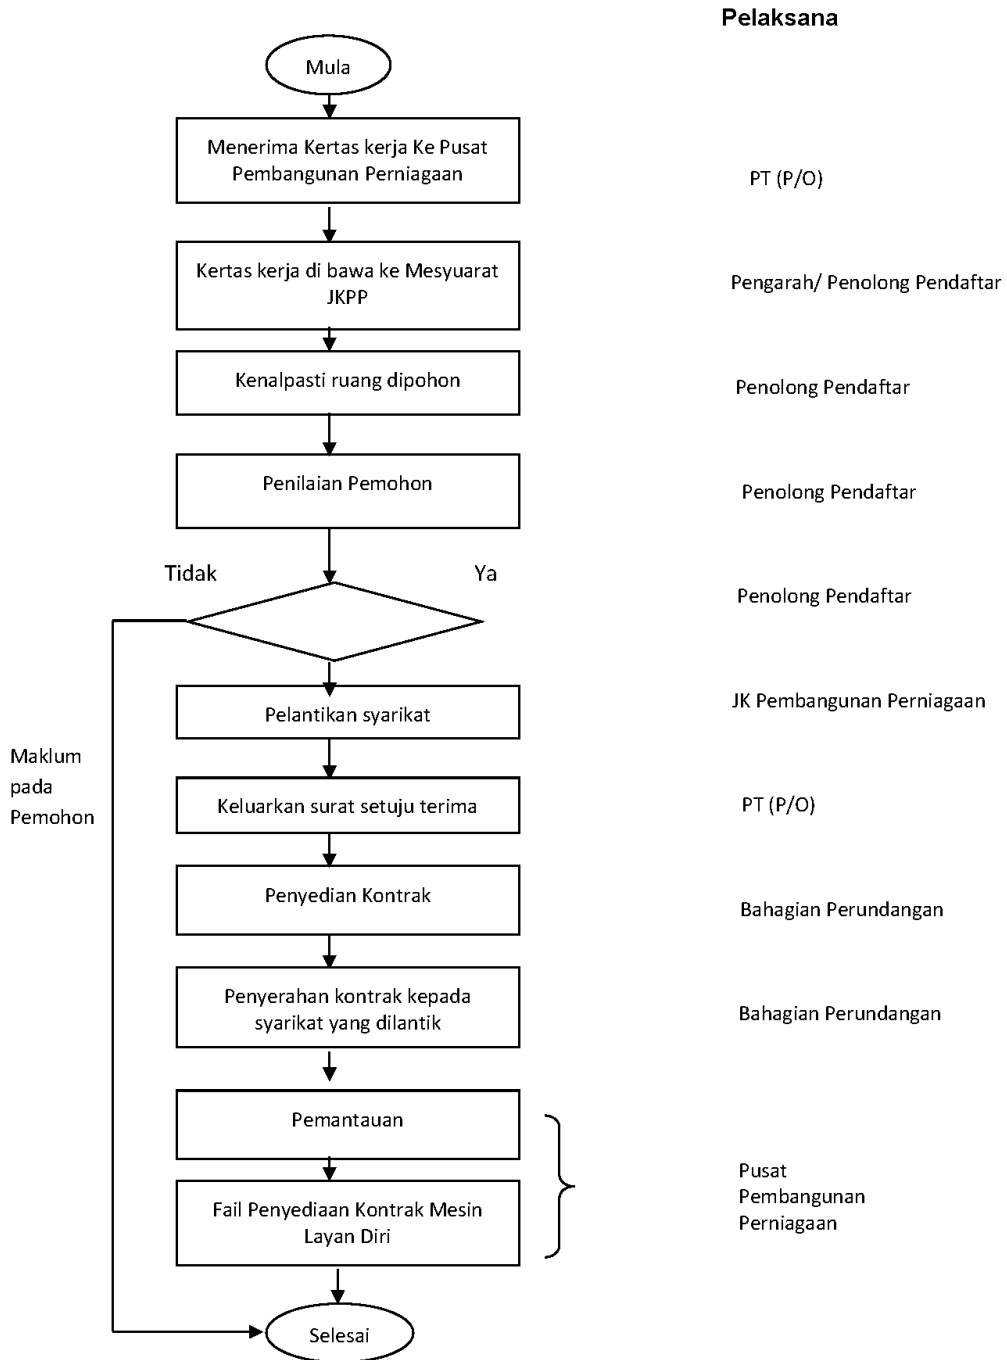 Pelaksana
Mula
Menerima Kertas kerja Ke Pusat
Pembangunan Perniagaan
PT (P/O)
Kertas kerja di bawa ke Mesyuarat
JKPP
Pengarah/ Penolong Pendaftar
Kenalpasti ruang dipohon
Penolong Pendaftar
Penilaian Pemohon
Penolong Pendaftar
Tidak
Ya
Penolong Pendaftar
Pelantikan syarikat
JK Pembangunan Perniagaan
Maklum
pada
Pemohon
Keluarkan surat setuju terima
PT (P/O)
Penyedian Kontrak
Bahagian Perundangan
Penyerahan kontrak kepada
syarikat yang dilantik
Bahagian Perundangan
Pemantauan
Fail Penyediaan Kontrak Mesin
Layan Diri
Pusat
Pembangunan
Perniagaan
Selesai